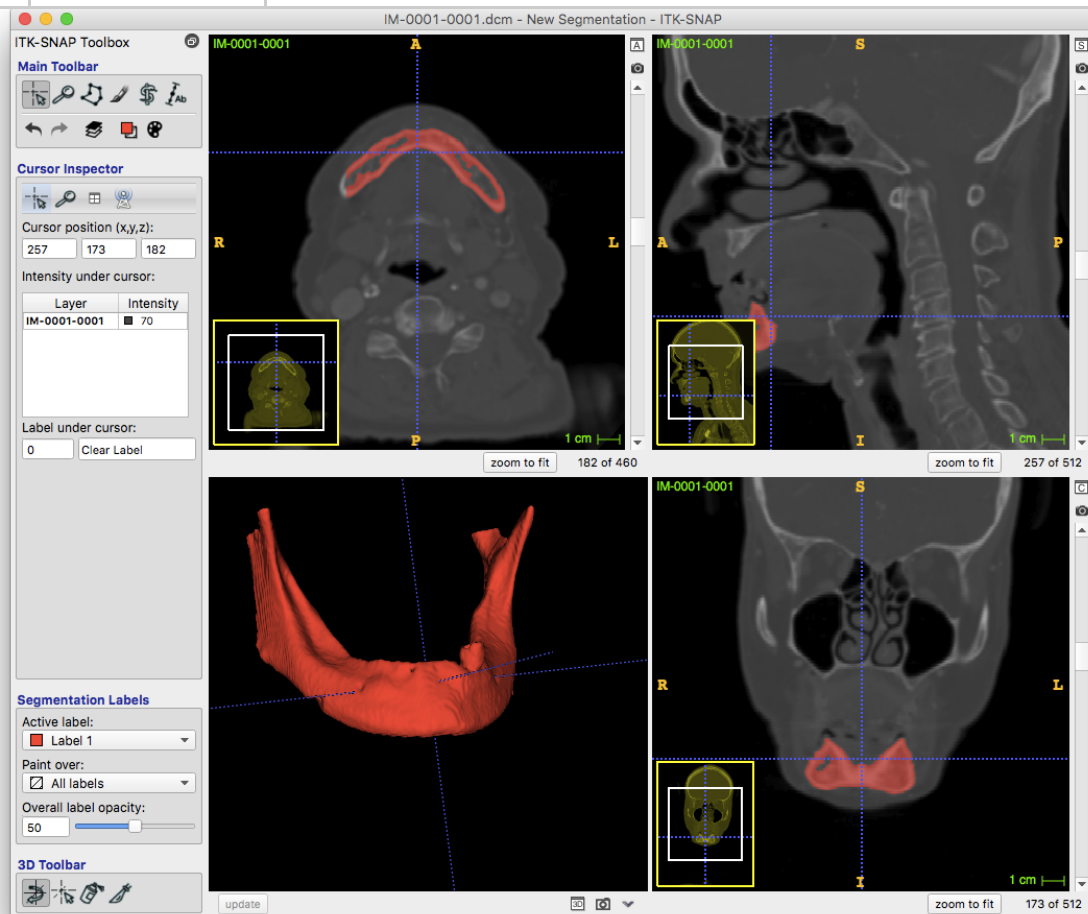 IM-0001-0001.dcm - New Segmentation - ITK-SNAP
ITK-SNAP Toolbox
Main Toolbar
Ab
Cursor Inspector
Cursor position (x,y,z):
257 173 182
Intensity under cursor:
Layer Intensity
IM-0001-0001 70
Label under cursor:
0 Clear Label
Segmentation Labels
Active label:
Label 1
Paint over:
All labels
Overall label opacity:
50
3D Toolbar
IM-0001-0001
A
A
R
L
P
1 cm
zoom to fit 182 of 460
IM-0001-0001
S
S
A
P
I
1 cm
zoom to fit 257 of 512
update
3D
IM-0001-0001
S
C
R
L
I
1 cm
zoom to fit 173 of 512